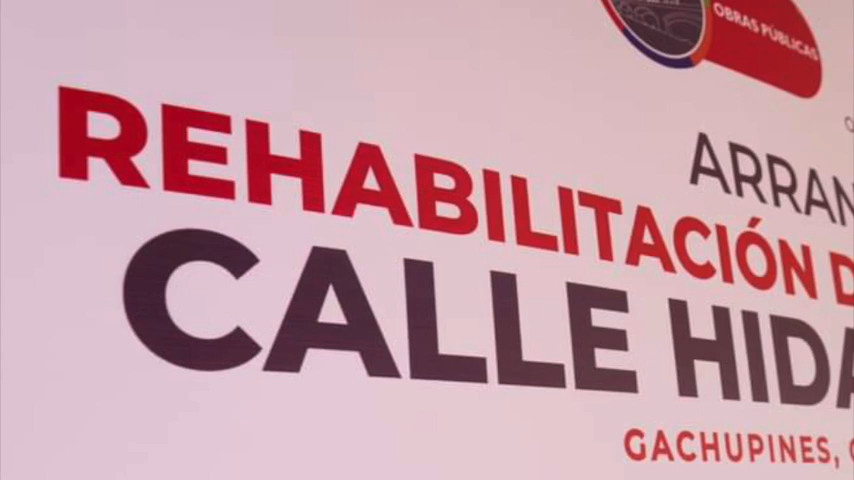 OBRAS PÚBLICAS
ARRAN
REHABILITACIÓN D
CALLE HIDA
GACHUPINES,